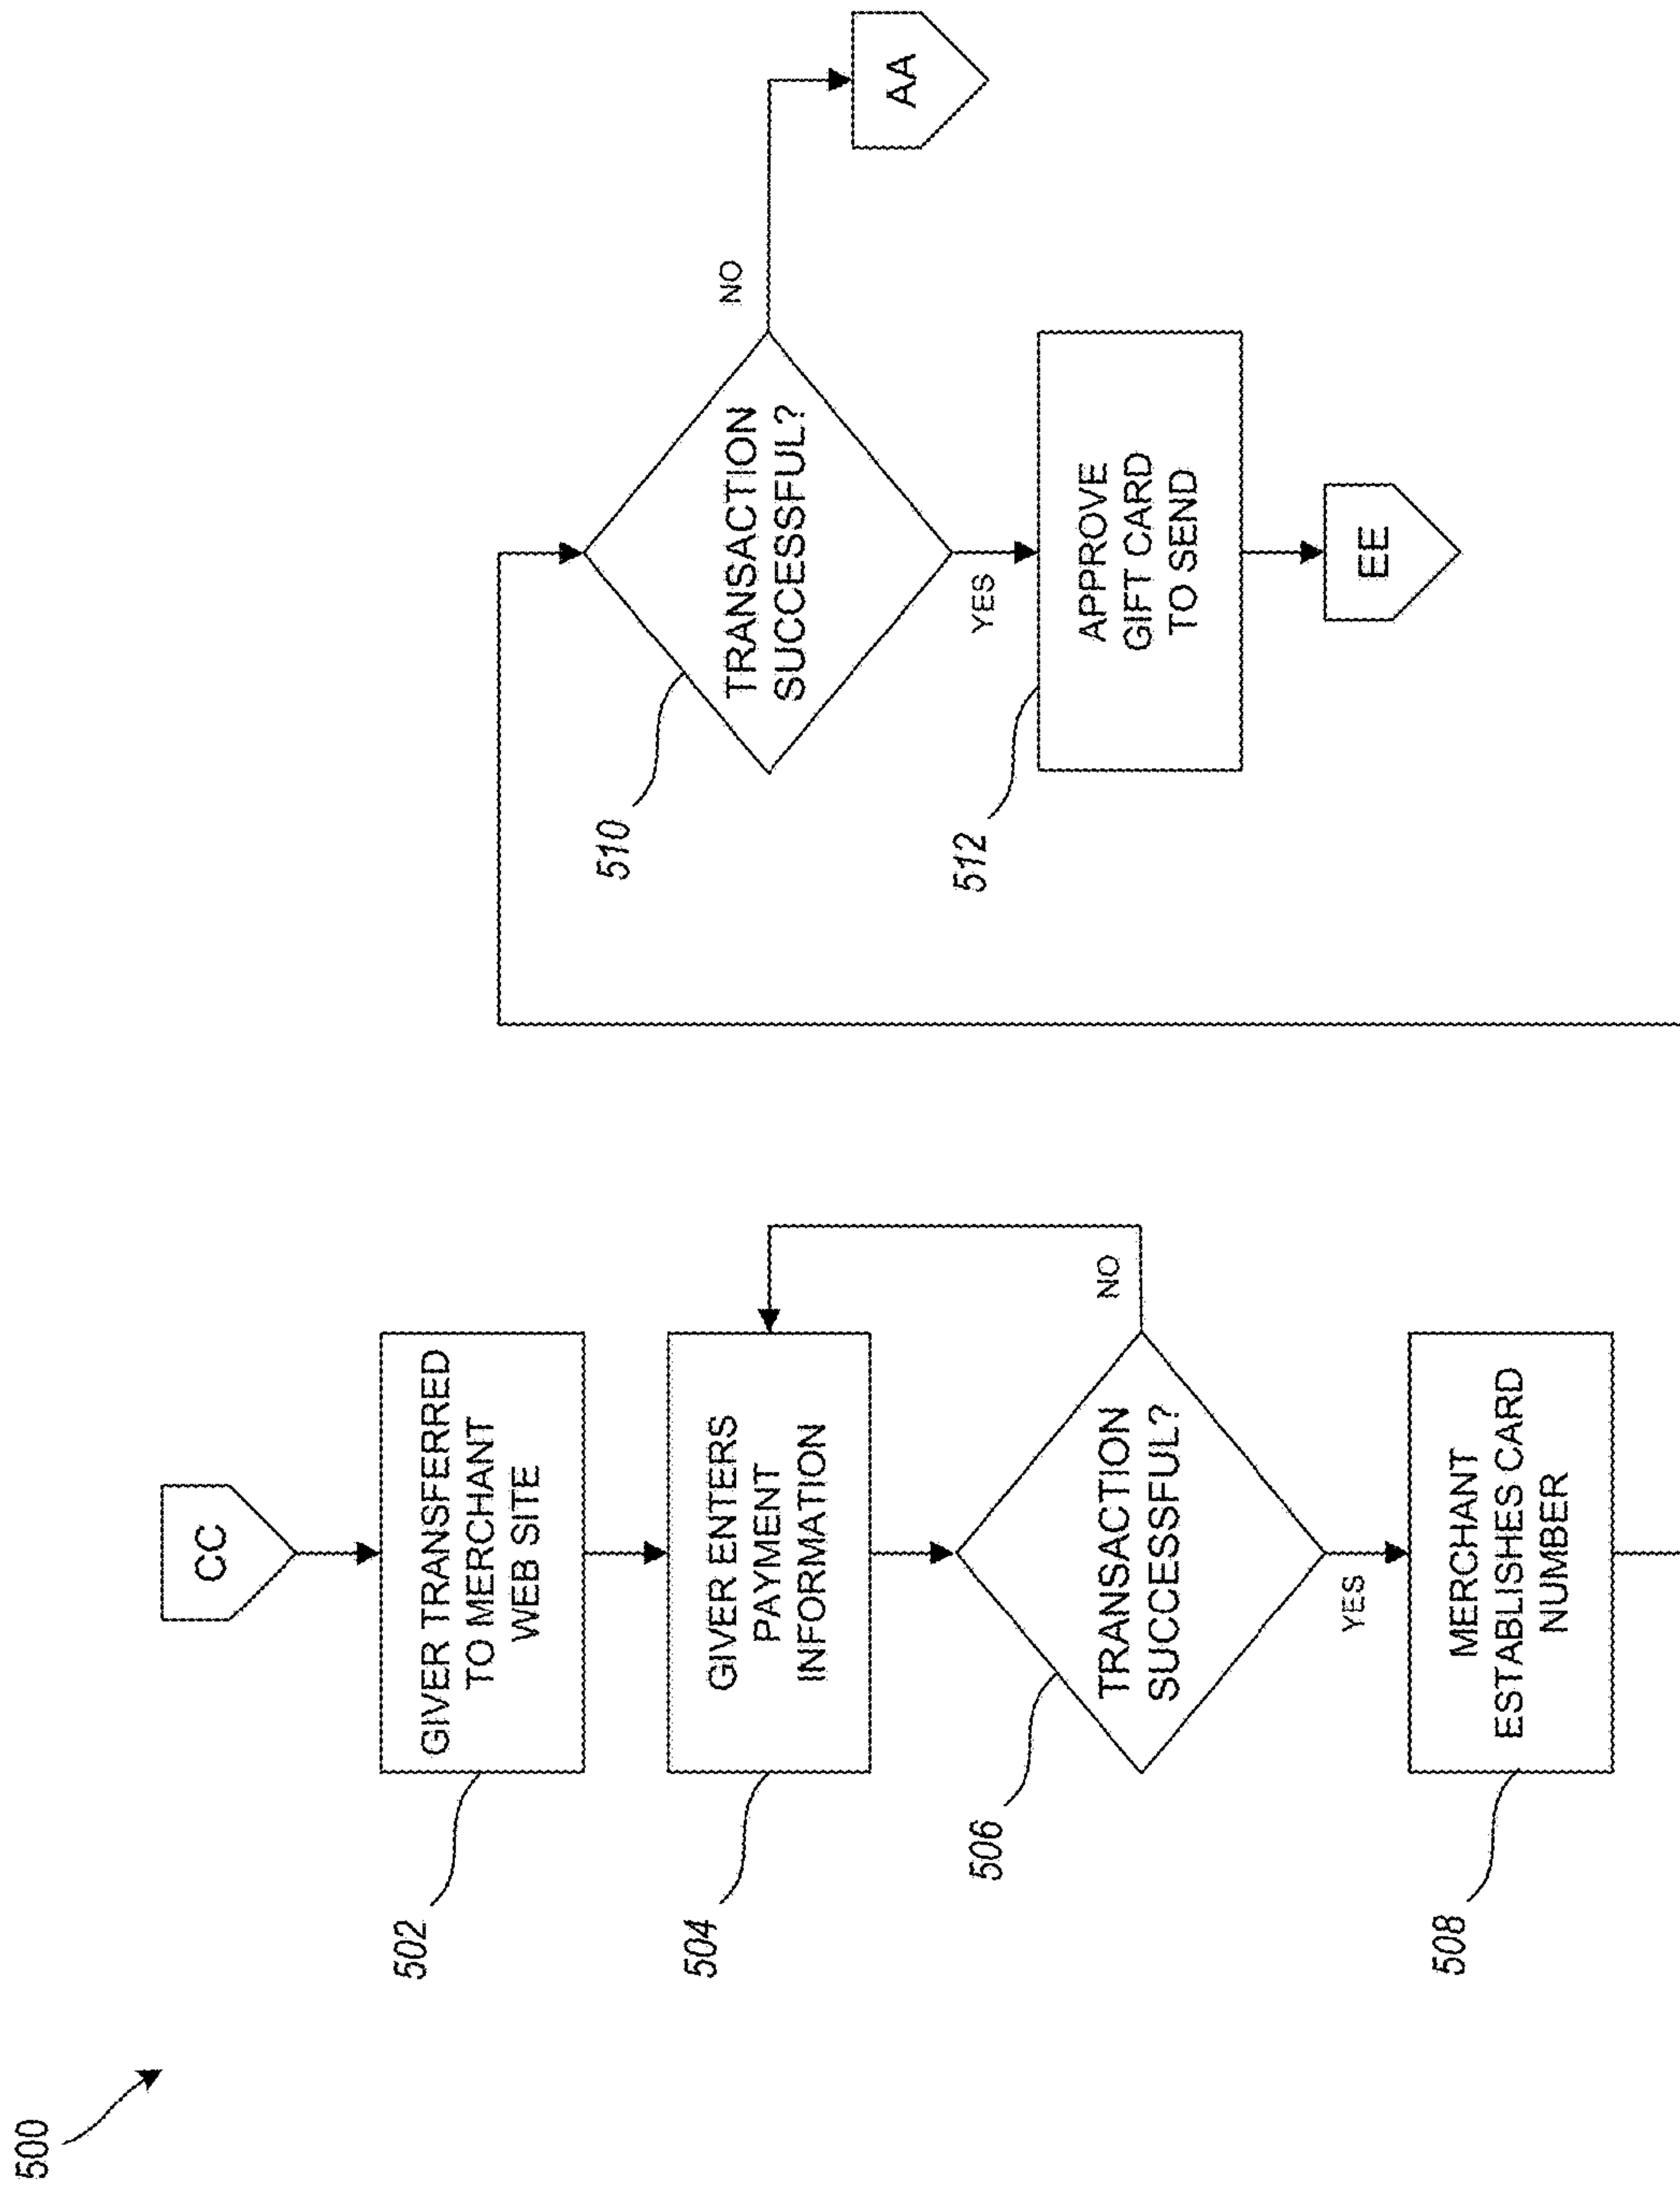 500
CC
502
GIVER TRANSFERRED
TO MERCHANT
WEB SITE
504
GIVER ENTERS
PAYMENT
INFORMATION
506
TRANSACTION
SUCCESSFUL?
NO
YES
508
MERCHANT
ESTABLISHES CARD
NUMBER
510
TRANSACTION
SUCCESSFUL?
NO
AA
YES
512
APPROVE
GIFT CARD
TO SEND
EE